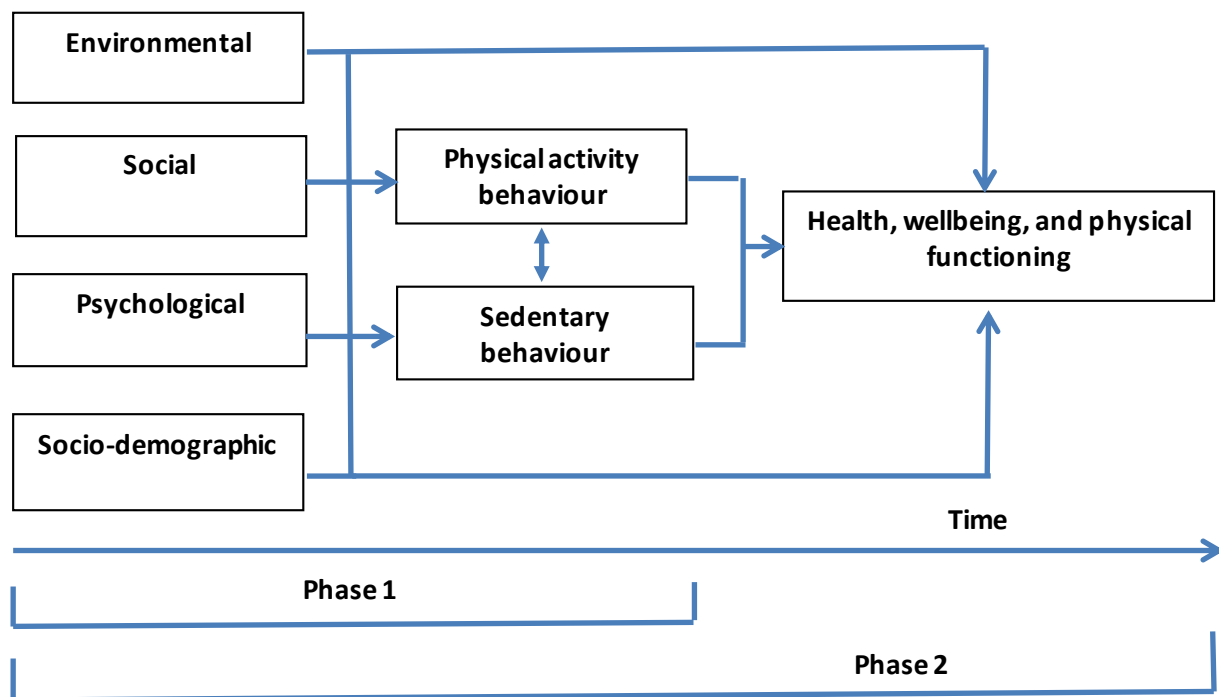 Environmental
Social
Psychological
Socio-demographic
Physical activity
behaviour
Sedentary
behaviour
Health, wellbeing, and physical
functioning
Time
Phase 1
Phase 2